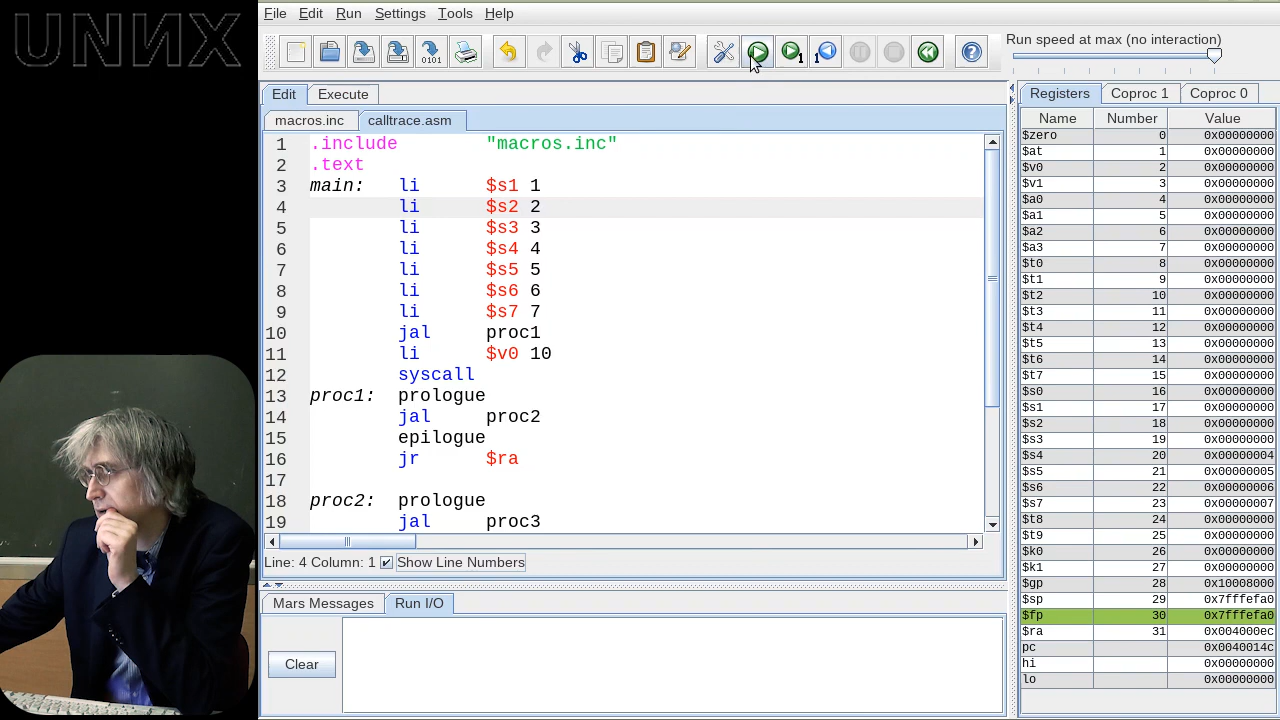 UNИX
File Edit Run Settings Tools Help
Run speed at max (no interaction)
Edit Execute
macros.inc calltrace.asm
1 .include "macros.inc"
2 .text
3 main: li $s1 1
4 li $s2 2
5 li $s3 3
6 li $s4 4
7 li $s5 5
8 li $s6 6
9 li $s7 7
10 jal proc1
11 li $v0 10
12 syscall
13 proc1: prologue
14 jal proc2
15 epilogue
16 jr $ra
17
18 proc2: prologue
19 jal proc3
Line: 4 Column: 1 Show Line Numbers
Mars Messages Run I/O
Clear
Registers Coproc 1 Coproc 0
Name Number Value
$zero 0 0x00000000
$at 1 0x00000000
$v0 2 0x00000000
$v1 3 0x00000000
$a0 4 0x00000000
$a1 5 0x00000000
$a2 6 0x00000000
$a3 7 0x00000000
$t0 8 0x00000000
$t1 9 0x00000000
$t2 10 0x00000000
$t3 11 0x00000000
$t4 12 0x00000000
$t5 13 0x00000000
$t6 14 0x00000000
$t7 15 0x00000000
$s0 16 0x00000000
$s1 17 0x00000000
$s2 18 0x00000000
$s3 19 0x00000000
$s4 20 0x00000004
$s5 21 0x00000005
$s6 22 0x00000006
$s7 23 0x00000007
$t8 24 0x00000000
$t9 25 0x00000000
$k0 26 0x00000000
$k1 27 0x00000000
$gp 28 0x10008000
$sp 29 0x7fffefa0
$fp 30 0x7fffefa0
$ra 31 0x004000ec
pc 0x0040014c
hi 0x00000000
lo 0x00000000